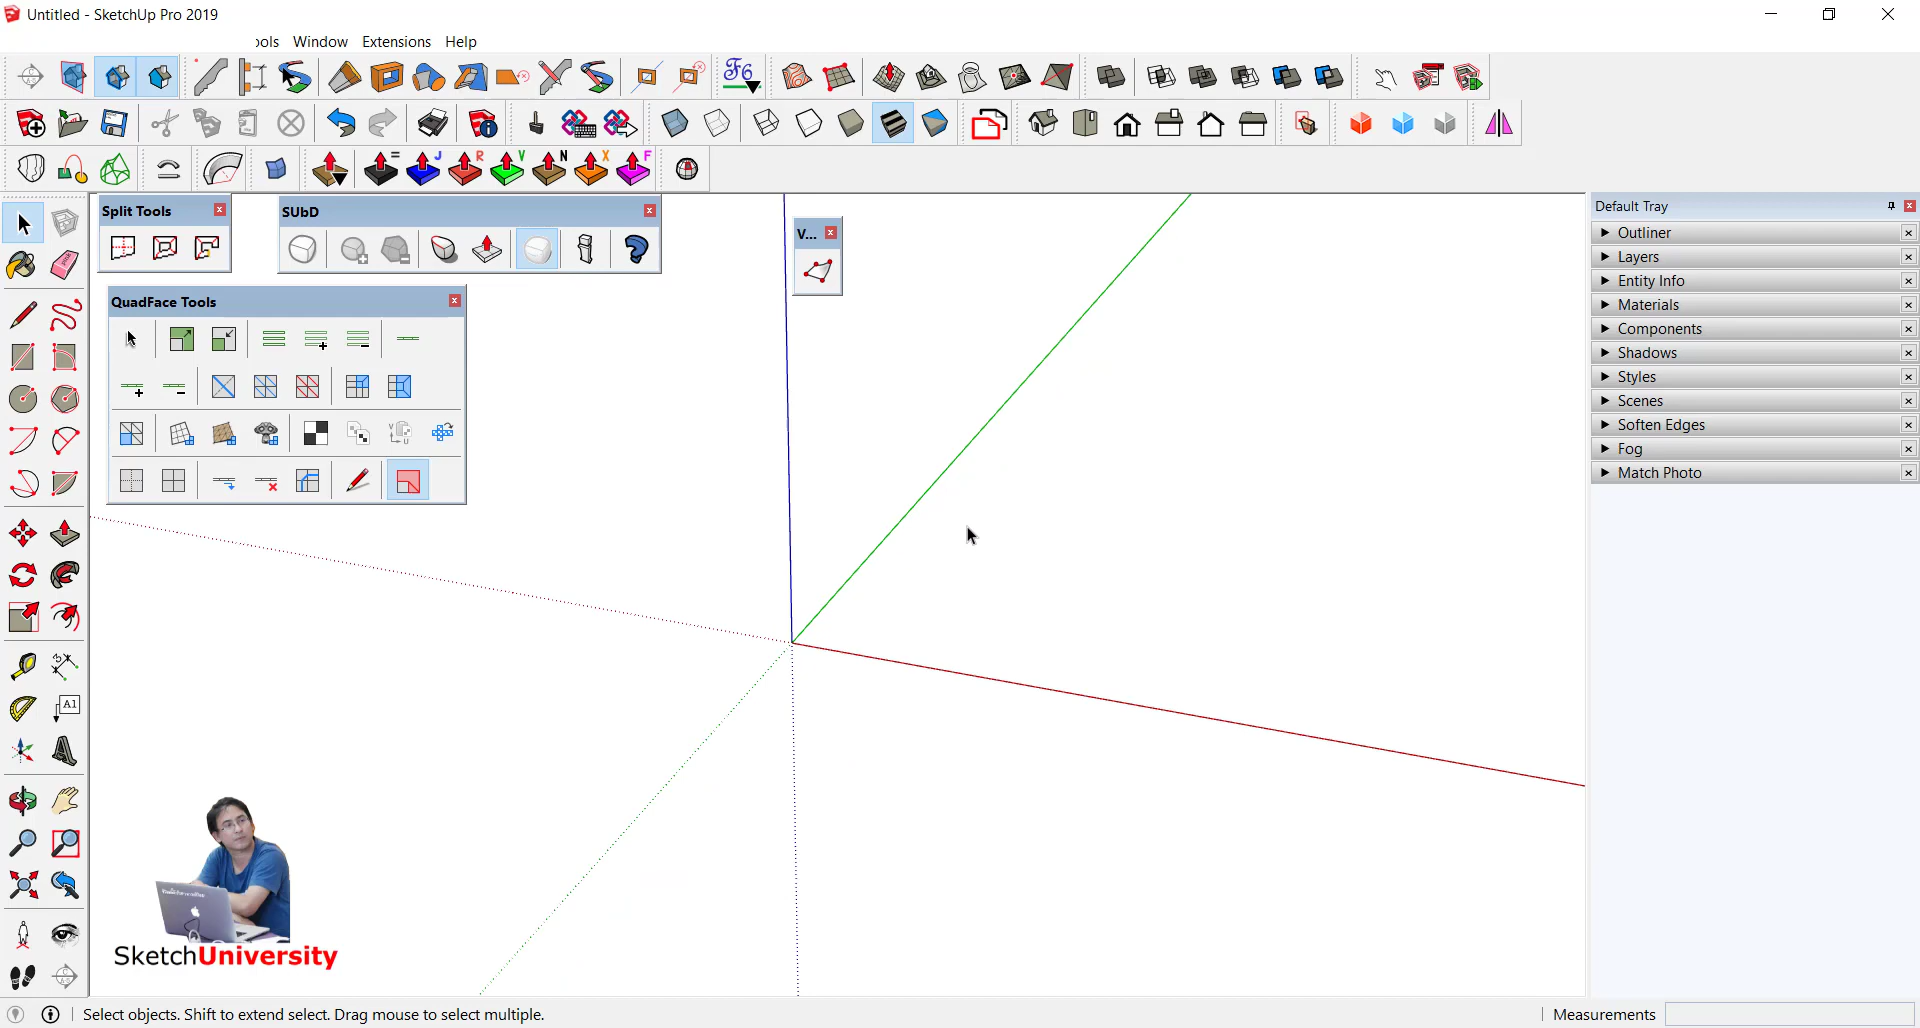 Untitled - SketchUp Pro 2019
ools Window Extensions Help
F6
= J R V N X F
Split Tools
SUbD
V...
QuadFace Tools
A1
Default Tray
Outliner
Layers
Entity Info
Materials
Components
Shadows
Styles
Scenes
Soften Edges
Fog
Match Photo
SketchUniversity
Select objects. Shift to extend select. Drag mouse to select multiple.
Measurements